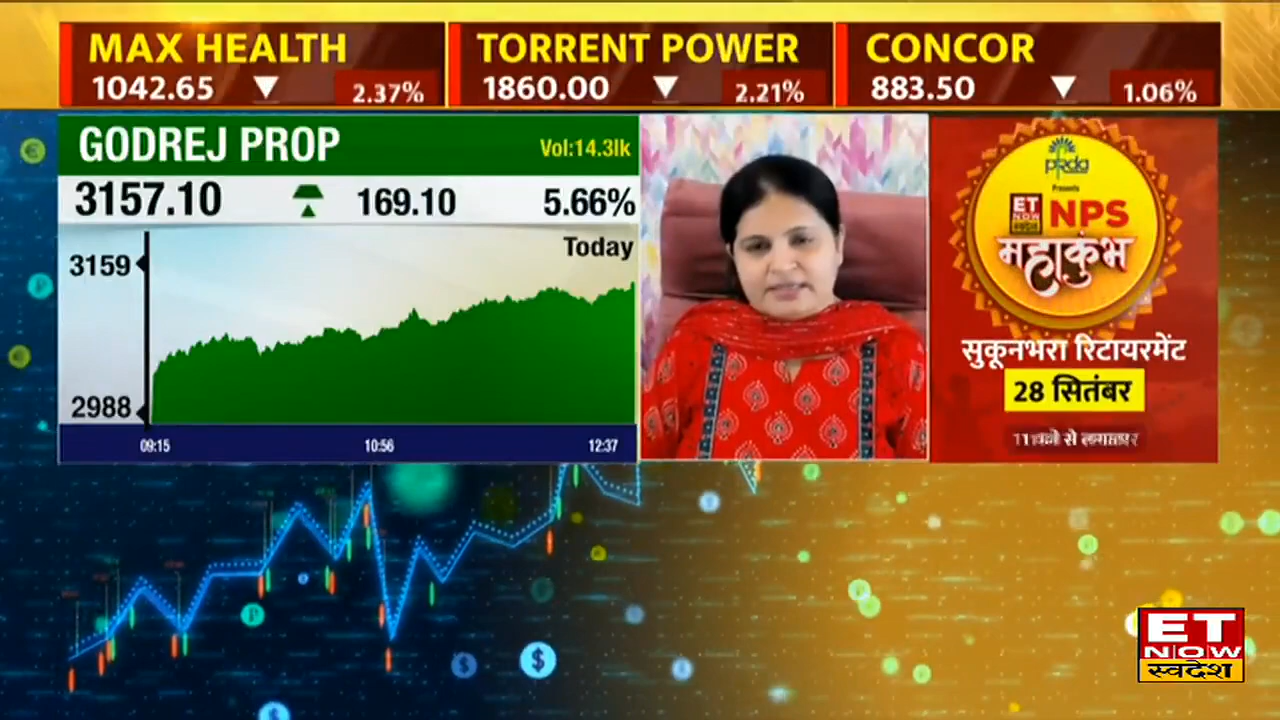 MAX HEALTH
1042.65 ▼ 2.37%
TORRENT POWER
1860.00 ▼ 2.21%
CONCOR
883.50 ▼ 1.06%
GODREJ PROP
Vol:14.3lk
3157.10 ▲ 169.10 5.66%
Today
3159
2988
09:15 10:56 12:37
Presents
ET
NOW
NPS
महाकुंभ
सुकूनभरा रिटायरमेंट
28 सितंबर
ET
NOW
स्वदेश